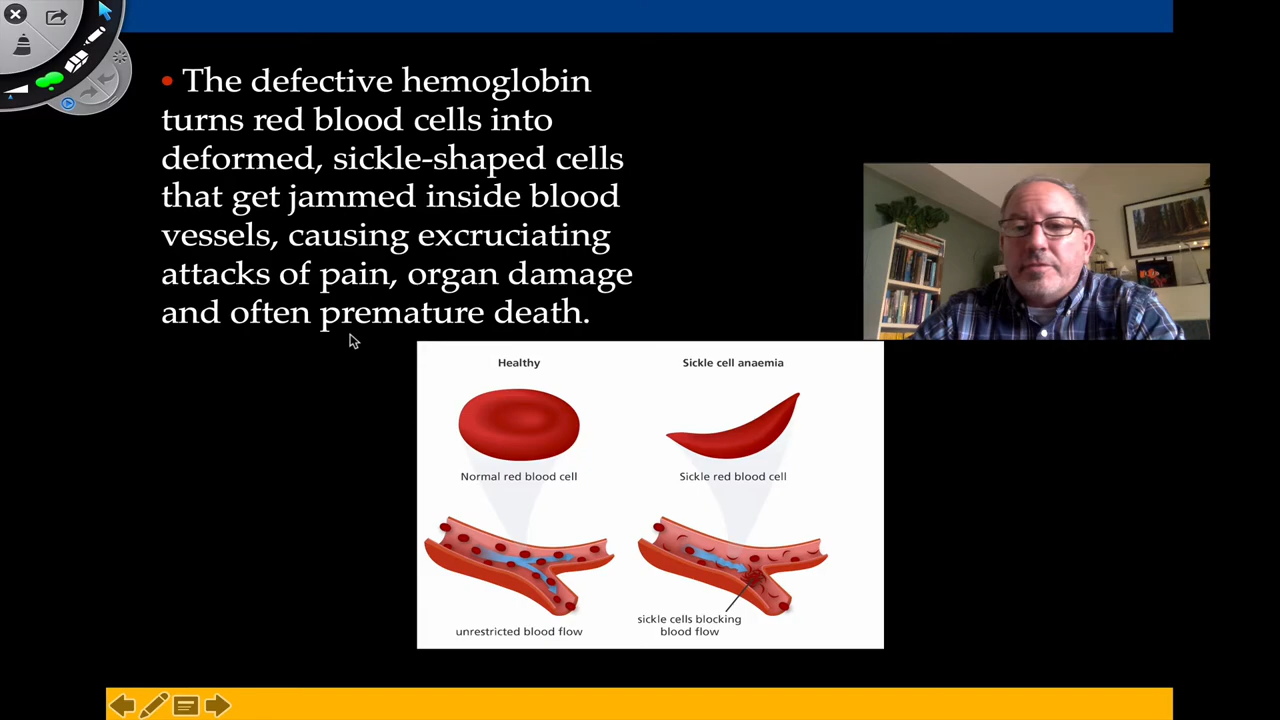 • The defective hemoglobin
turns red blood cells into
deformed, sickle-shaped cells
that get jammed inside blood
vessels, causing excruciating
attacks of pain, organ damage
and often premature death.
Healthy
Sickle cell anaemia
Normal red blood cell
Sickle red blood cell
unrestricted blood flow
sickle cells blocking
blood flow